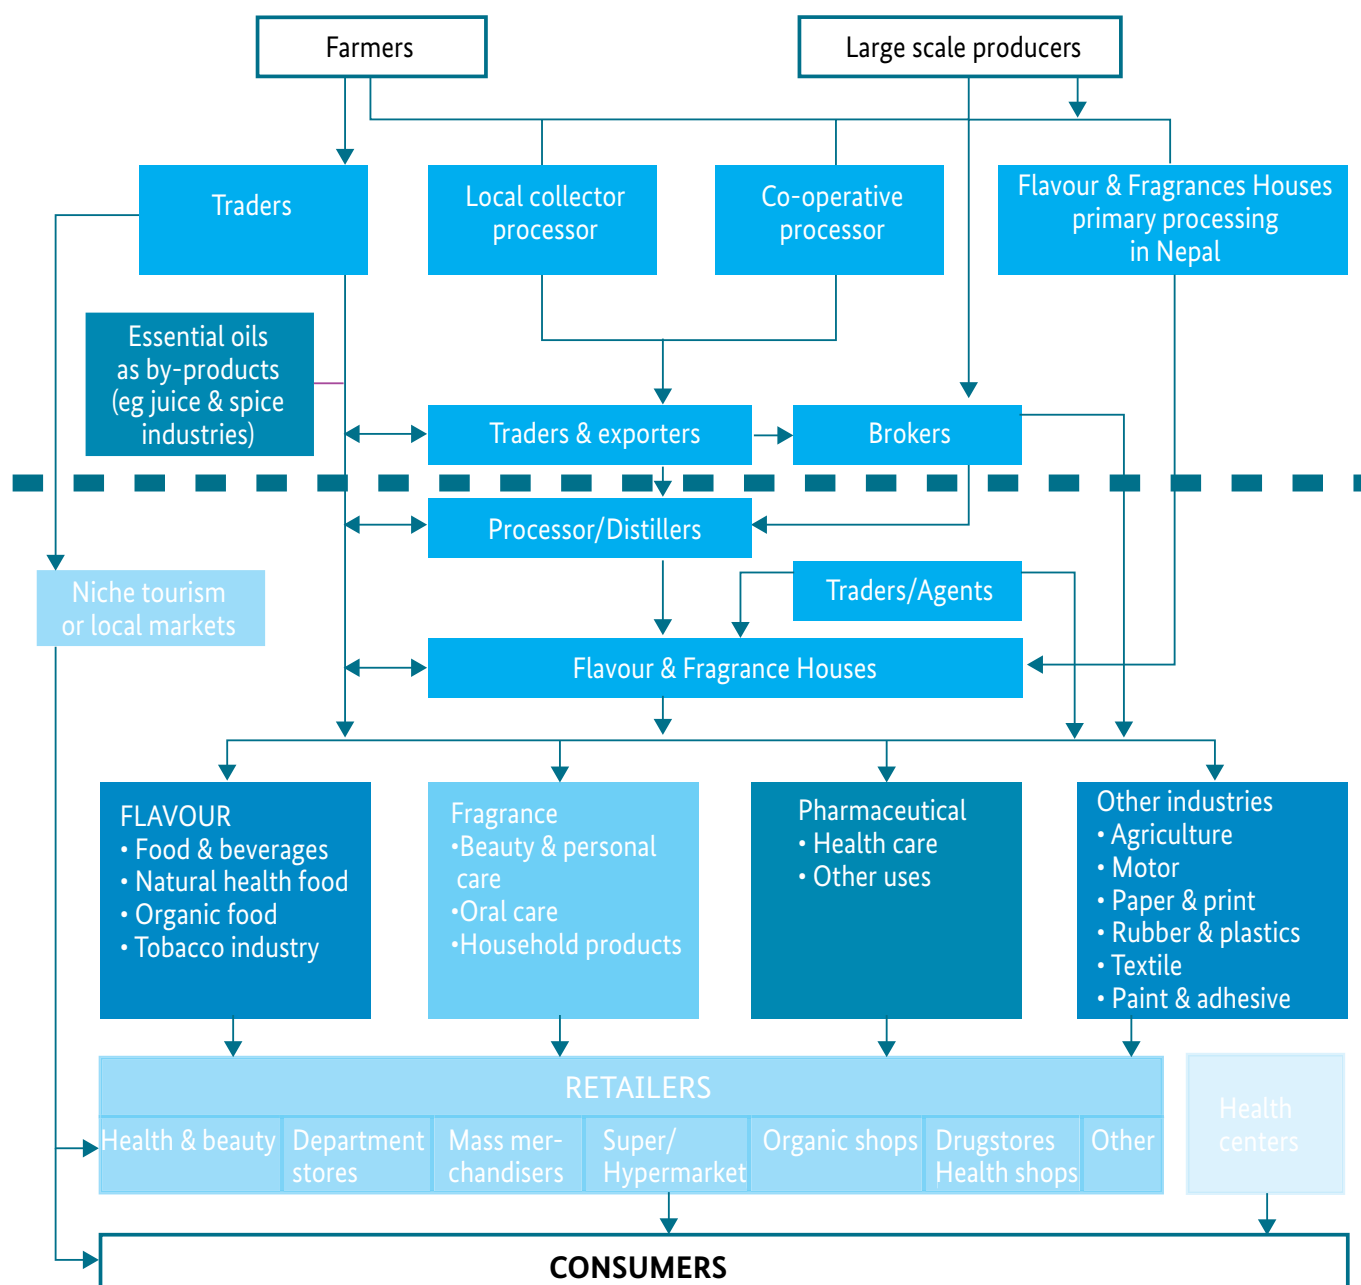 Farmers
Large scale producers
Traders
Local collector
processor
Co-operative
processor
Flavour & Fragrances Houses
primary processing
in Nepal
Essential oils
as by-products
(eg juice & spice
industries)
Traders & exporters
Brokers
Processor/Distillers
Niche tourism
or local markets
Traders/Agents
Flavour & Fragrance Houses
FLAVOUR
• Food & beverages
• Natural health food
• Organic food
• Tobacco industry
Fragrance
•Beauty & personal
care
•Oral care
•Household products
Pharmaceutical
• Health care
• Other uses
Other industries
• Agriculture
• Motor
• Paper & print
• Rubber & plastics
• Textile
• Paint & adhesive
RETAILERS
Health & beauty
Department
stores
Mass mer-
chandisers
Super/
Hypermarket
Organic shops
Drugstores
Health shops
Other
Health
centers
CONSUMERS